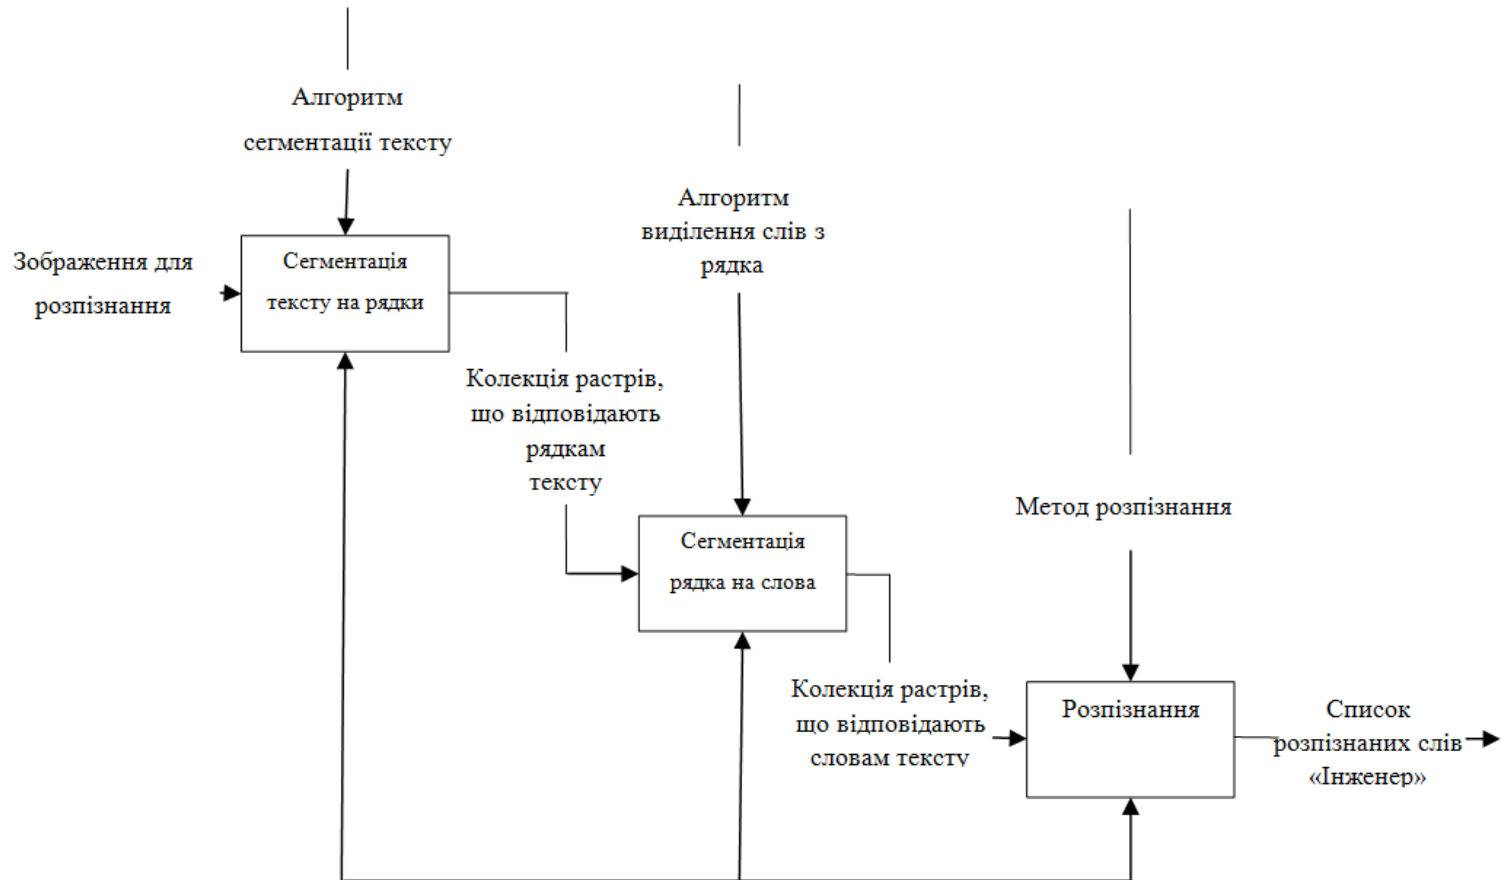 Алгоритм
сегментації тексту
Алгоритм
виділення слів з
рядка
Зображення для
розпізнання
Сегментація
тексту на рядки
Колекція растрів,
що відповідають
рядкам
тексту
Метод розпізнання
Сегментація
рядка на слова
Колекція растрів,
що відповідають
словам тексту
Розпізнання
Список
розпізнаних слів
«Інженер»